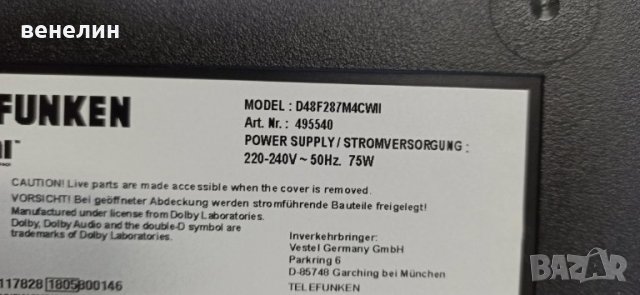 венелин
FUNKEN
MODEL : D48F287M4CWII
Art. Nr. : 495540
POWER SUPPLY / STROMVERSORGUNG :
220-240V ~ 50Hz. 75W
CAUTION! Live parts are made accessible when the cover is removed.
VORSICHT! Bei geöffneter Abdeckung werden stromführende Bauteile freigelegt!
Manufactured under license from Dolby Laboratories.
Dolby, Dolby Audio and the double-D symbol are
trademarks of Dolby Laboratories.
Inverkehrbringer:
Vestel Germany GmbH
Parkring 6
D-85748 Garching bei München
TELEFUNKEN
117828 1805800146
BAZAR